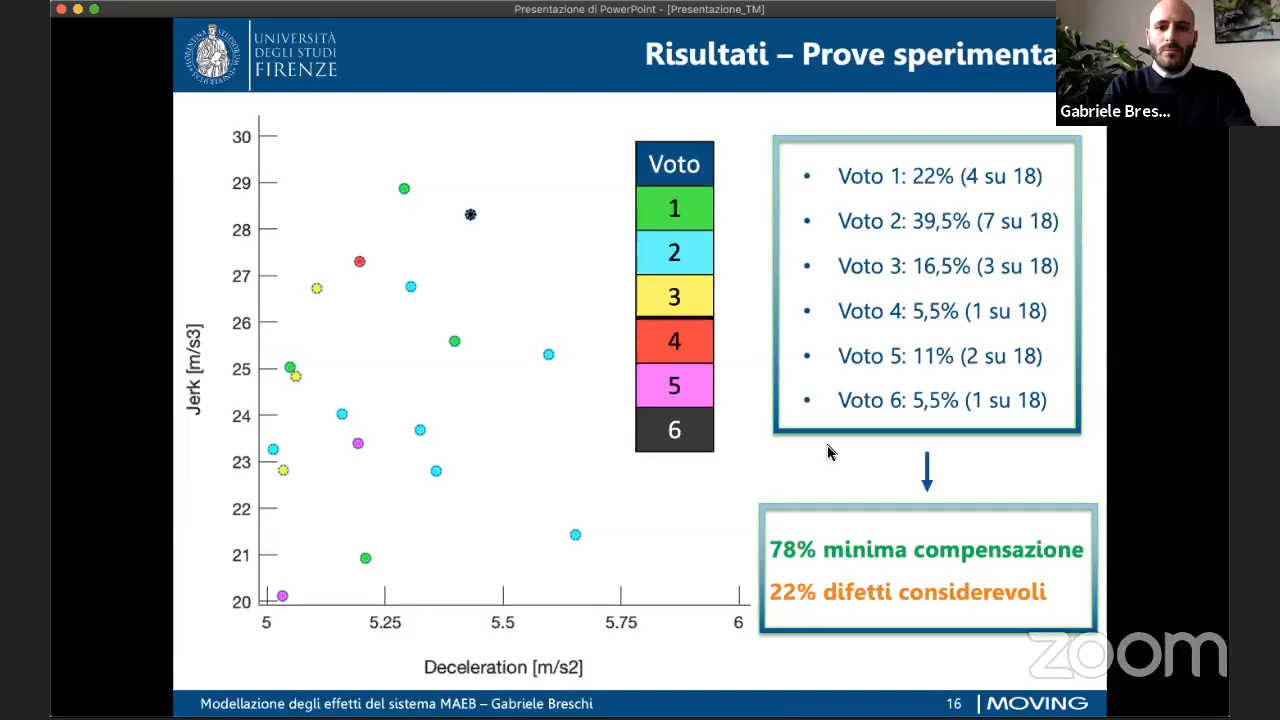 Presentazione di PowerPoint - [Presentazione_TM]
UNIVERSITÀ
DEGLI STUDI
FIRENZE
Risultati – Prove sperimenta
Gabriele Bres...
30
29
28
27
26
25
24
23
22
21
20
Jerk [m/s3]
5
5.25
5.5
5.75
6
Deceleration [m/s2]
Voto
1
2
3
4
5
6
• Voto 1: 22% (4 su 18)
• Voto 2: 39,5% (7 su 18)
• Voto 3: 16,5% (3 su 18)
• Voto 4: 5,5% (1 su 18)
• Voto 5: 11% (2 su 18)
• Voto 6: 5,5% (1 su 18)
78% minima compensazione
22% difetti considerevoli
zoom
Modellazione degli effetti del sistema MAEB – Gabriele Breschi
16
MOVING